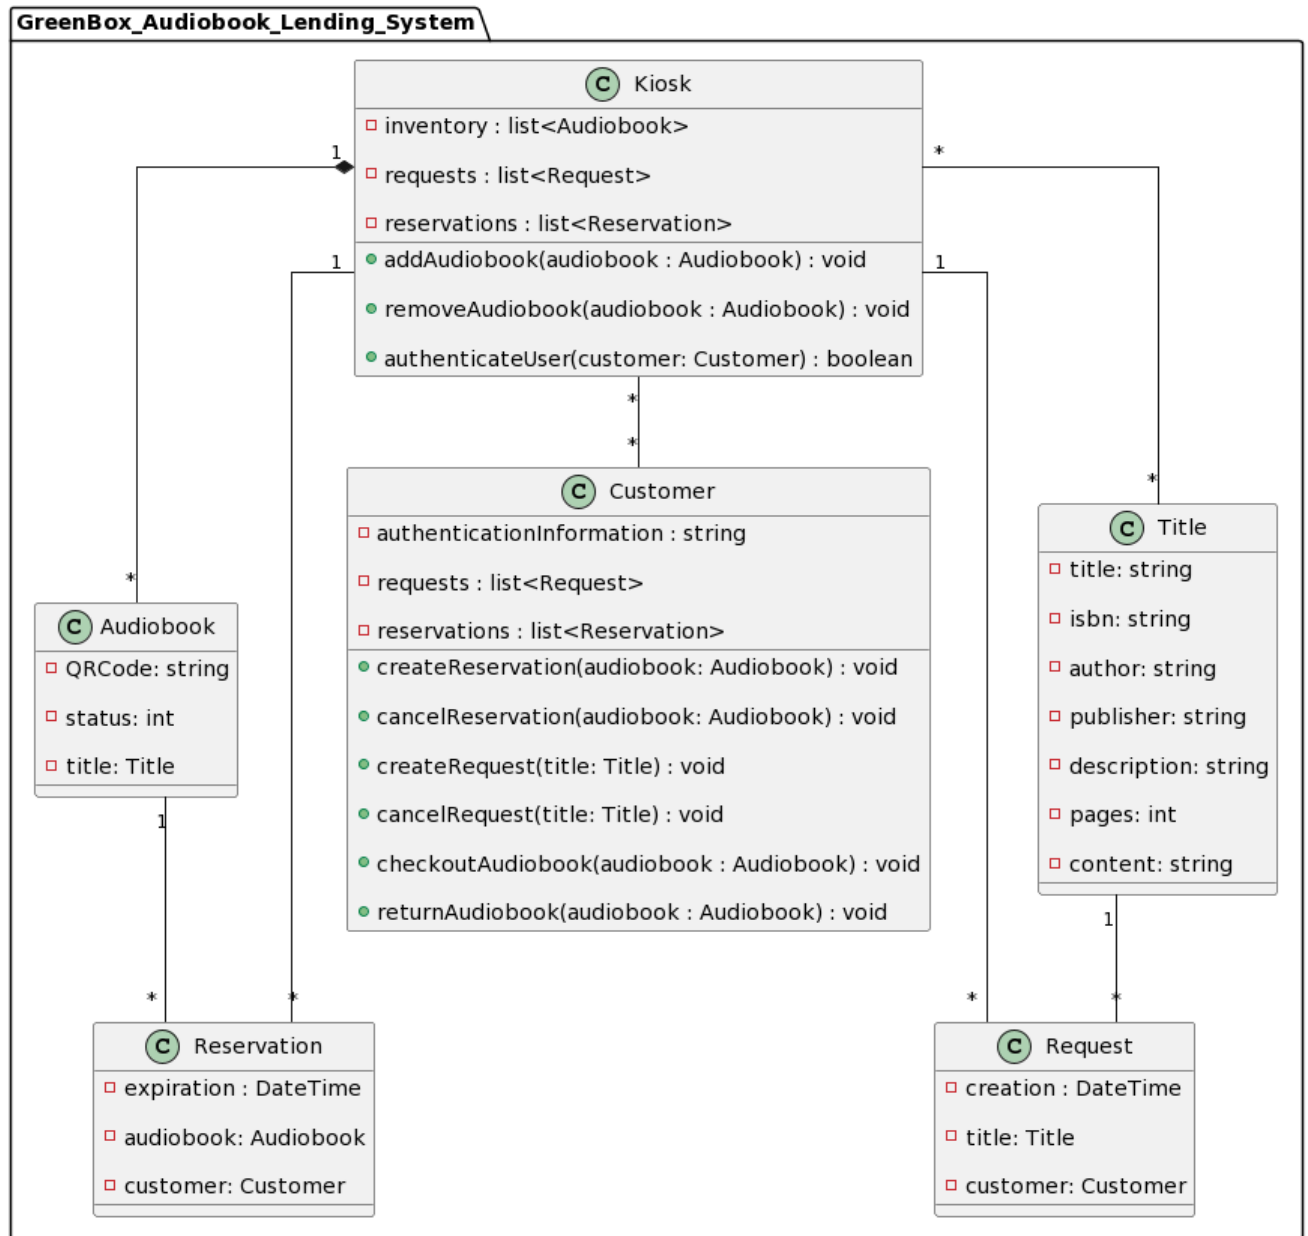 GreenBox_Audiobook_Lending_System
C Kiosk
inventory : list<Audiobook>
requests : list<Request>
reservations : list<Reservation>
addAudiobook(audiobook : Audiobook) : void
removeAudiobook(audiobook : Audiobook) : void
authenticateUser(customer: Customer) : boolean
1
*
1
1
*
*
*
*
C Customer
authenticationInformation : string
requests : list<Request>
reservations : list<Reservation>
createReservation(audiobook: Audiobook) : void
cancelReservation(audiobook: Audiobook) : void
createRequest(title: Title) : void
cancelRequest(title: Title) : void
checkoutAudiobook(audiobook : Audiobook) : void
returnAudiobook(audiobook : Audiobook) : void
C Title
title: string
isbn: string
author: string
publisher: string
description: string
pages: int
content: string
C Audiobook
QRCode: string
status: int
title: Title
1
*
*
1
*
*
C Reservation
expiration : DateTime
audiobook: Audiobook
customer: Customer
C Request
creation : DateTime
title: Title
customer: Customer